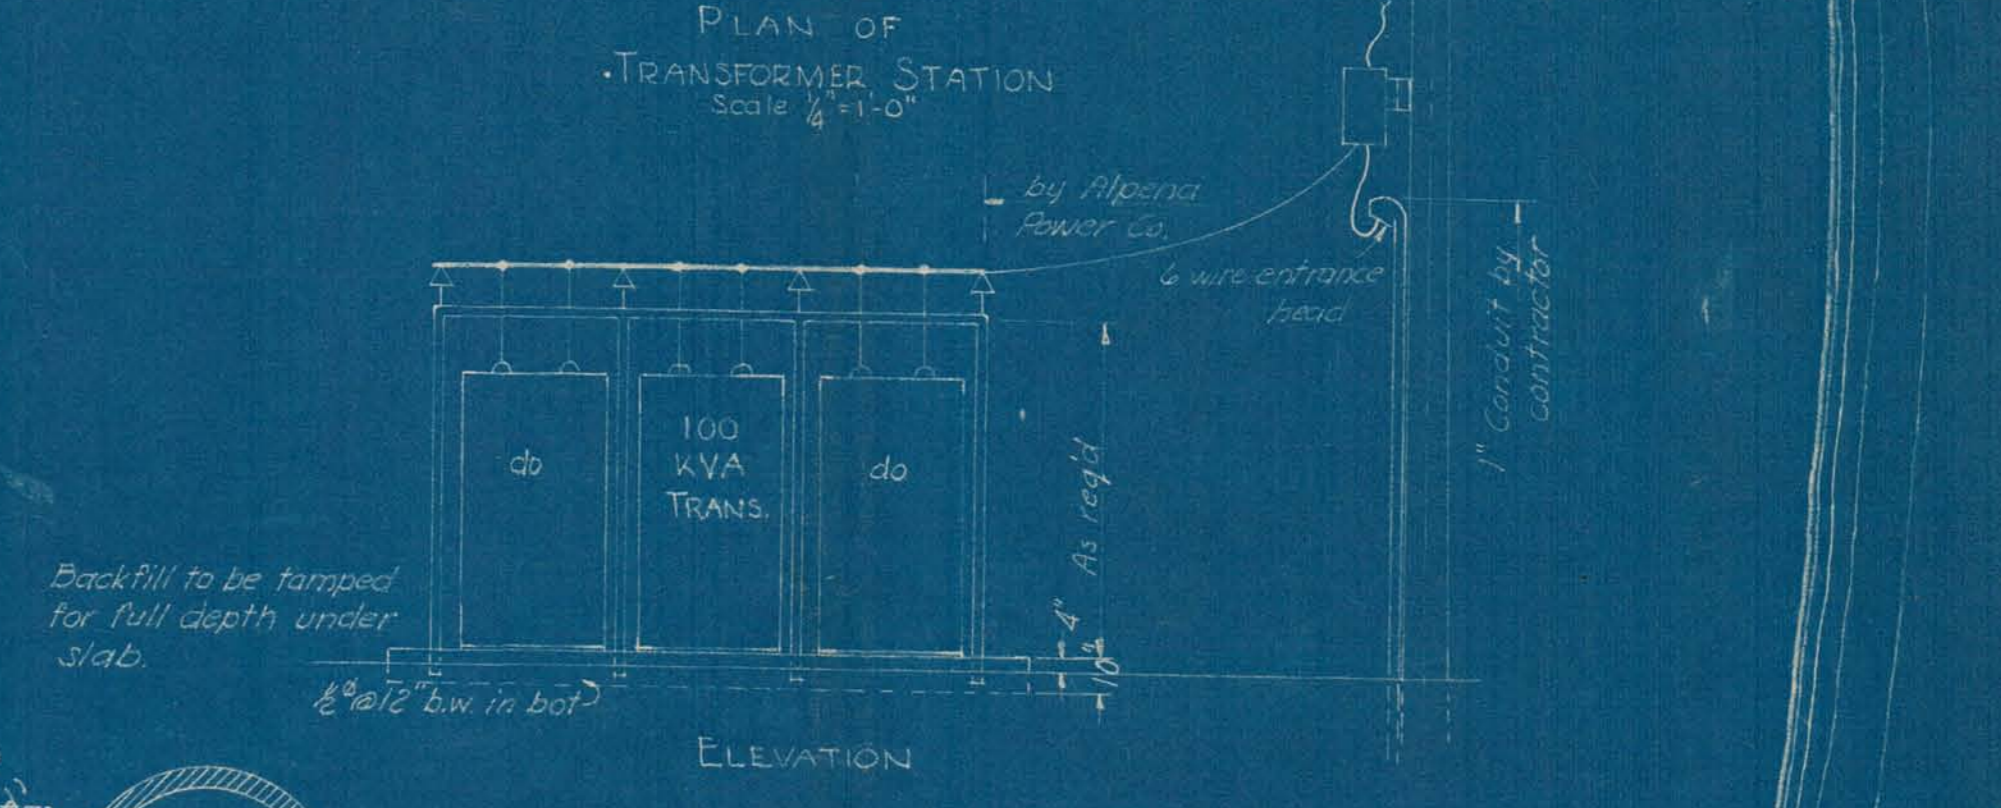 PLAN OF
TRANSFORMER STATION
Scale 1/4"=1'-0"
by Alpena
Power Co.
6 wire entrance
head
1" Conduit by
contractor
do
100
KVA
TRANS.
do
As req'd
4"
10"
Backfill to be tamped
for full depth under
slab.
1/2"ø@12" b.w. in bot
ELEVATION